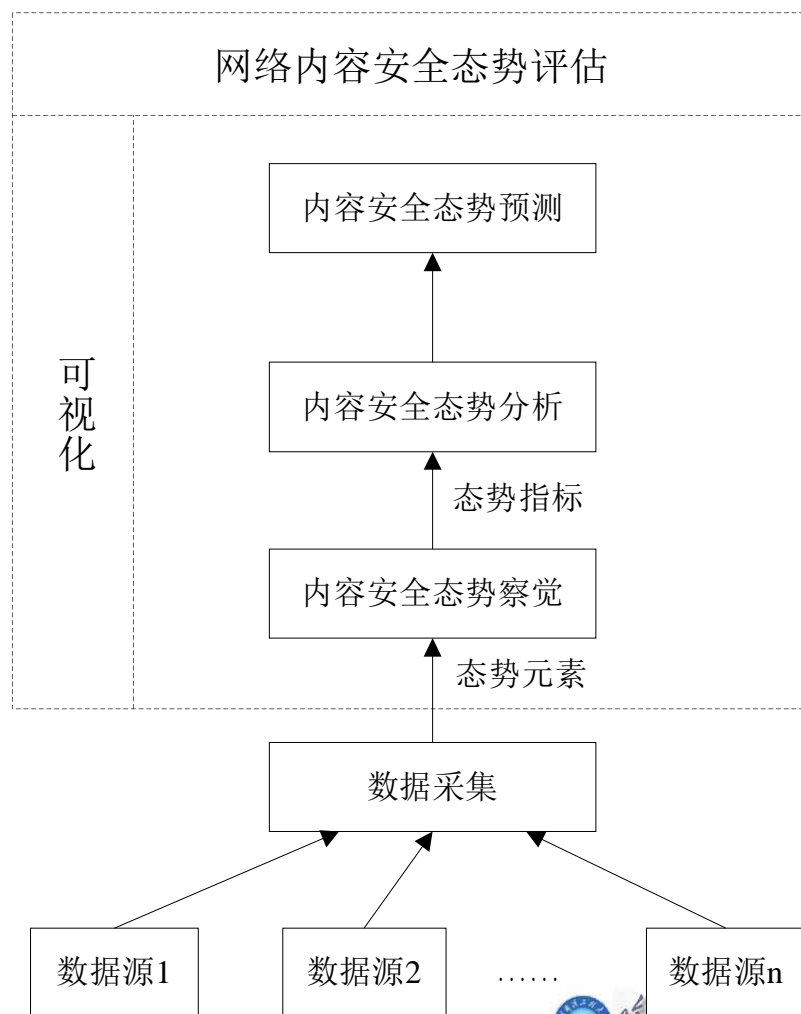 网络内容安全态势评估
内容安全态势预测
可视化
内容安全态势分析
态势指标
内容安全态势察觉
态势元素
数据采集
数据源1
数据源2
......
数据源n